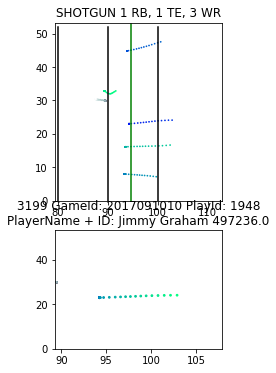 SHOTGUN 1 RB, 1 TE, 3 WR
50
40
30
20
10
0
80 90 100 110
3199 GameId: 2017091010 PlayId: 1948
PlayerName + ID: Jimmy Graham 497236.0
40
20
0
90 95 100 105